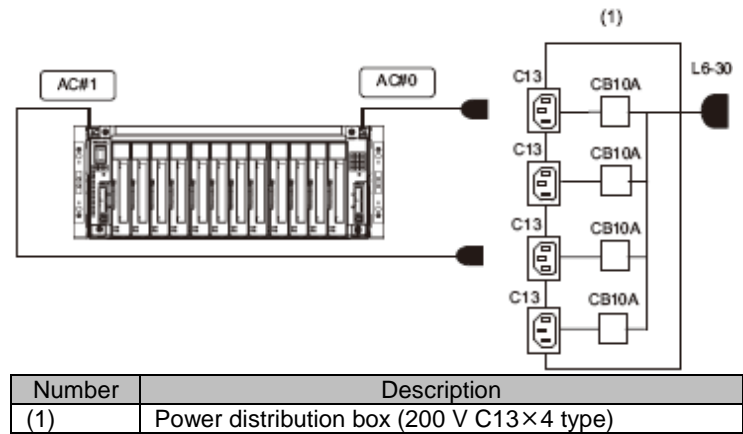 (1)
AC#1
AC#0
C13
CB10A
L6-30
C13
CB10A
C13
CB10A
C13
CB10A
Number Description
(1) Power distribution box (200 V C13×4 type)